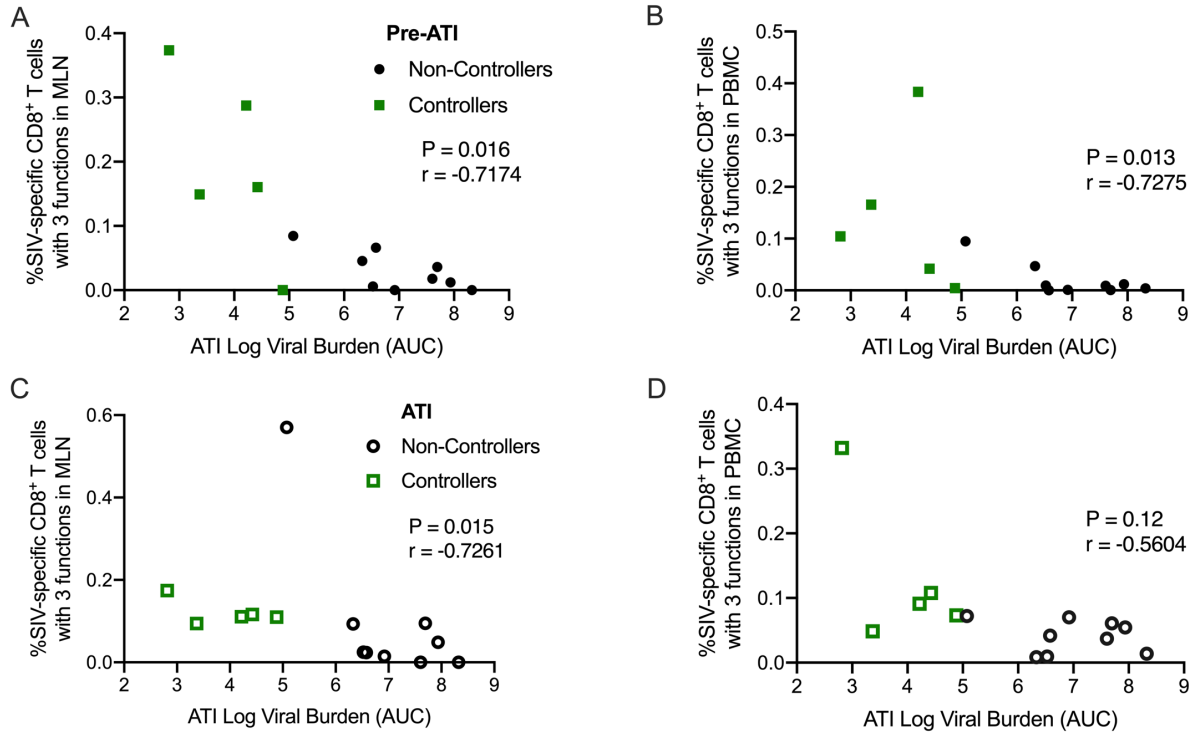 A
%SIV-specific CD8⁺ T cells
with 3 functions in MLN
0.4
0.3
0.2
0.1
0.0
2 3 4 5 6 7 8 9
ATI Log Viral Burden (AUC)
Pre-ATI
Non-Controllers
Controllers
P = 0.016
r = -0.7174
B
%SIV-specific CD8⁺ T cells
with 3 functions in PBMC
0.5
0.4
0.3
0.2
0.1
0.0
2 3 4 5 6 7 8 9
ATI Log Viral Burden (AUC)
P = 0.013
r = -0.7275
C
%SIV-specific CD8⁺ T cells
with 3 functions in MLN
0.6
0.4
0.2
0.0
2 3 4 5 6 7 8 9
ATI Log Viral Burden (AUC)
ATI
Non-Controllers
Controllers
P = 0.015
r = -0.7261
D
%SIV-specific CD8⁺ T cells
with 3 functions in PBMC
0.4
0.3
0.2
0.1
0.0
2 3 4 5 6 7 8 9
ATI Log Viral Burden (AUC)
P = 0.12
r = -0.5604